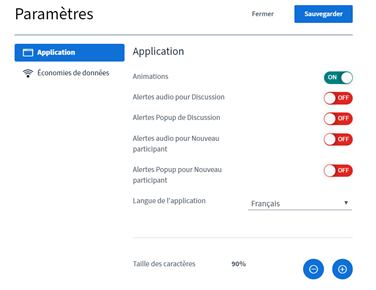 Paramètres
Fermer
Sauvegarder
Application
Économies de données
Application
Animations
ON
Alertes audio pour Discussion
OFF
Alertes Popup de Discussion
OFF
Alertes audio pour Nouveau
participant
OFF
Alertes Popup pour Nouveau
participant
OFF
Langue de l'application
Français
Taille des caractères
90%